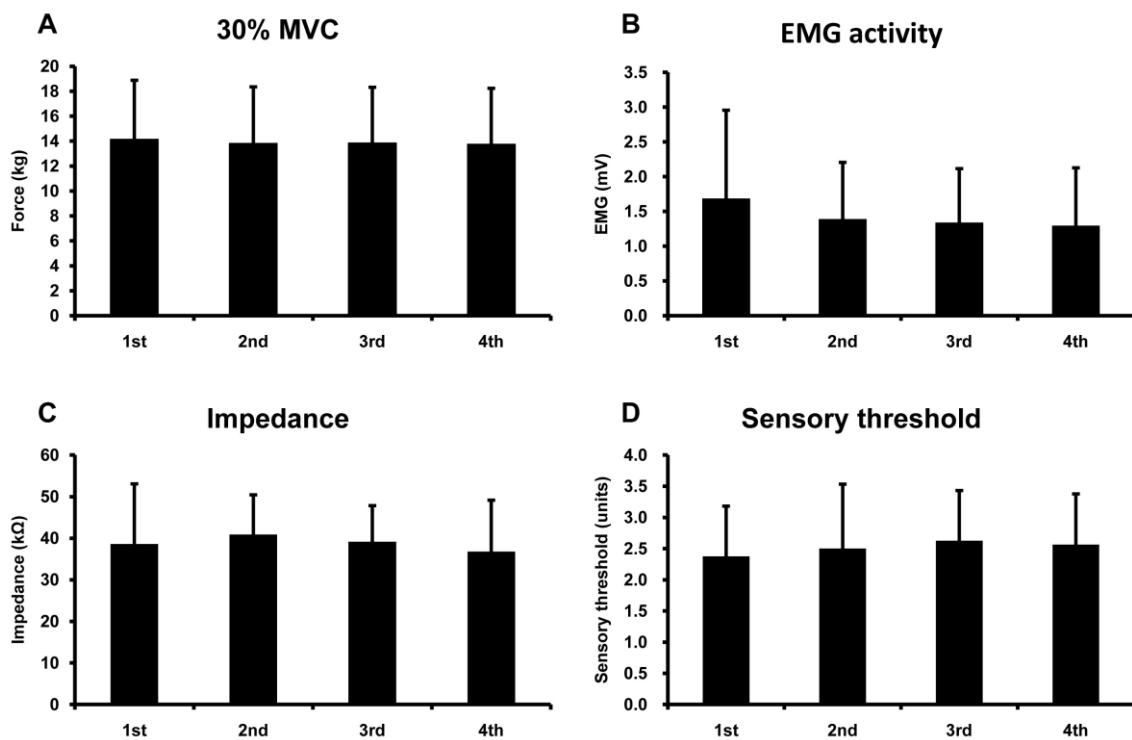 A
30% MVC
Force (kg)
20
18
16
14
12
10
8
6
4
2
0
1st 2nd 3rd 4th
B
EMG activity
EMG (mV)
3.5
3.0
2.5
2.0
1.5
1.0
0.5
0.0
1st 2nd 3rd 4th
C
Impedance
Impedance (kΩ)
60
50
40
30
20
10
0
1st 2nd 3rd 4th
D
Sensory threshold
Sensory threshold (units)
4.0
3.5
3.0
2.5
2.0
1.5
1.0
0.5
0.0
1st 2nd 3rd 4th